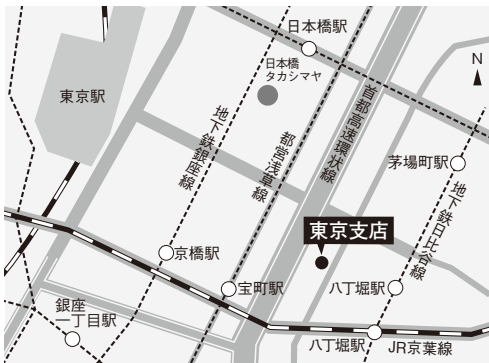 日本橋駅
日本橋
タカシマヤ
N
東京駅
地下鉄銀座線
都営浅草線
首都高速環状線
茅場町駅
地下鉄日比谷線
東京支店
京橋駅
宝町駅
八丁堀駅
銀座
一丁目駅
八丁堀駅
JR京葉線